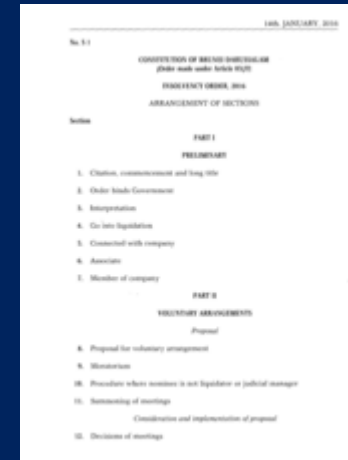 14th. JANUARY, 2016
No. S 1
CONSTITUTION OF BRUNEI DARUSSALAM
(Order made under Article 83(3))
INSOLVENCY ORDER, 2016
ARRANGEMENT OF SECTIONS
Section
PART I
PRELIMINARY
1. Citation, commencement and long title
2. Order binds Government
3. Interpretation
4. Go into liquidation
5. Connected with company
6. Associate
7. Member of company
PART II
VOLUNTARY ARRANGEMENTS
Proposal
8. Proposal for voluntary arrangement
9. Moratorium
10. Procedure where nominee is not liquidator or judicial manager
11. Summoning of meetings
Consideration and implementation of proposal
12. Decisions of meetings